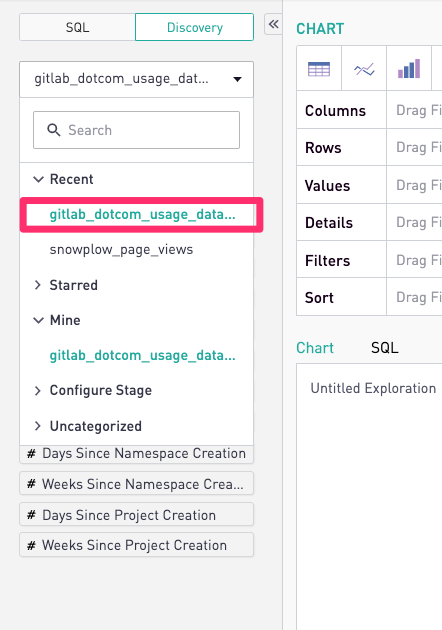 SQL
Discovery
gitlab_dotcom_usage_dat...
Search
Recent
gitlab_dotcom_usage_data...
snowplow_page_views
Starred
Mine
gitlab_dotcom_usage_data...
Configure Stage
Uncategorized
# Days Since Namespace Creation
# Weeks Since Namespace Crea...
# Days Since Project Creation
# Weeks Since Project Creation
CHART
Columns Drag Fi
Rows Drag Fi
Values Drag Fi
Details Drag Fi
Filters Drag Fi
Sort Drag Fi
Chart SQL
Untitled Exploration